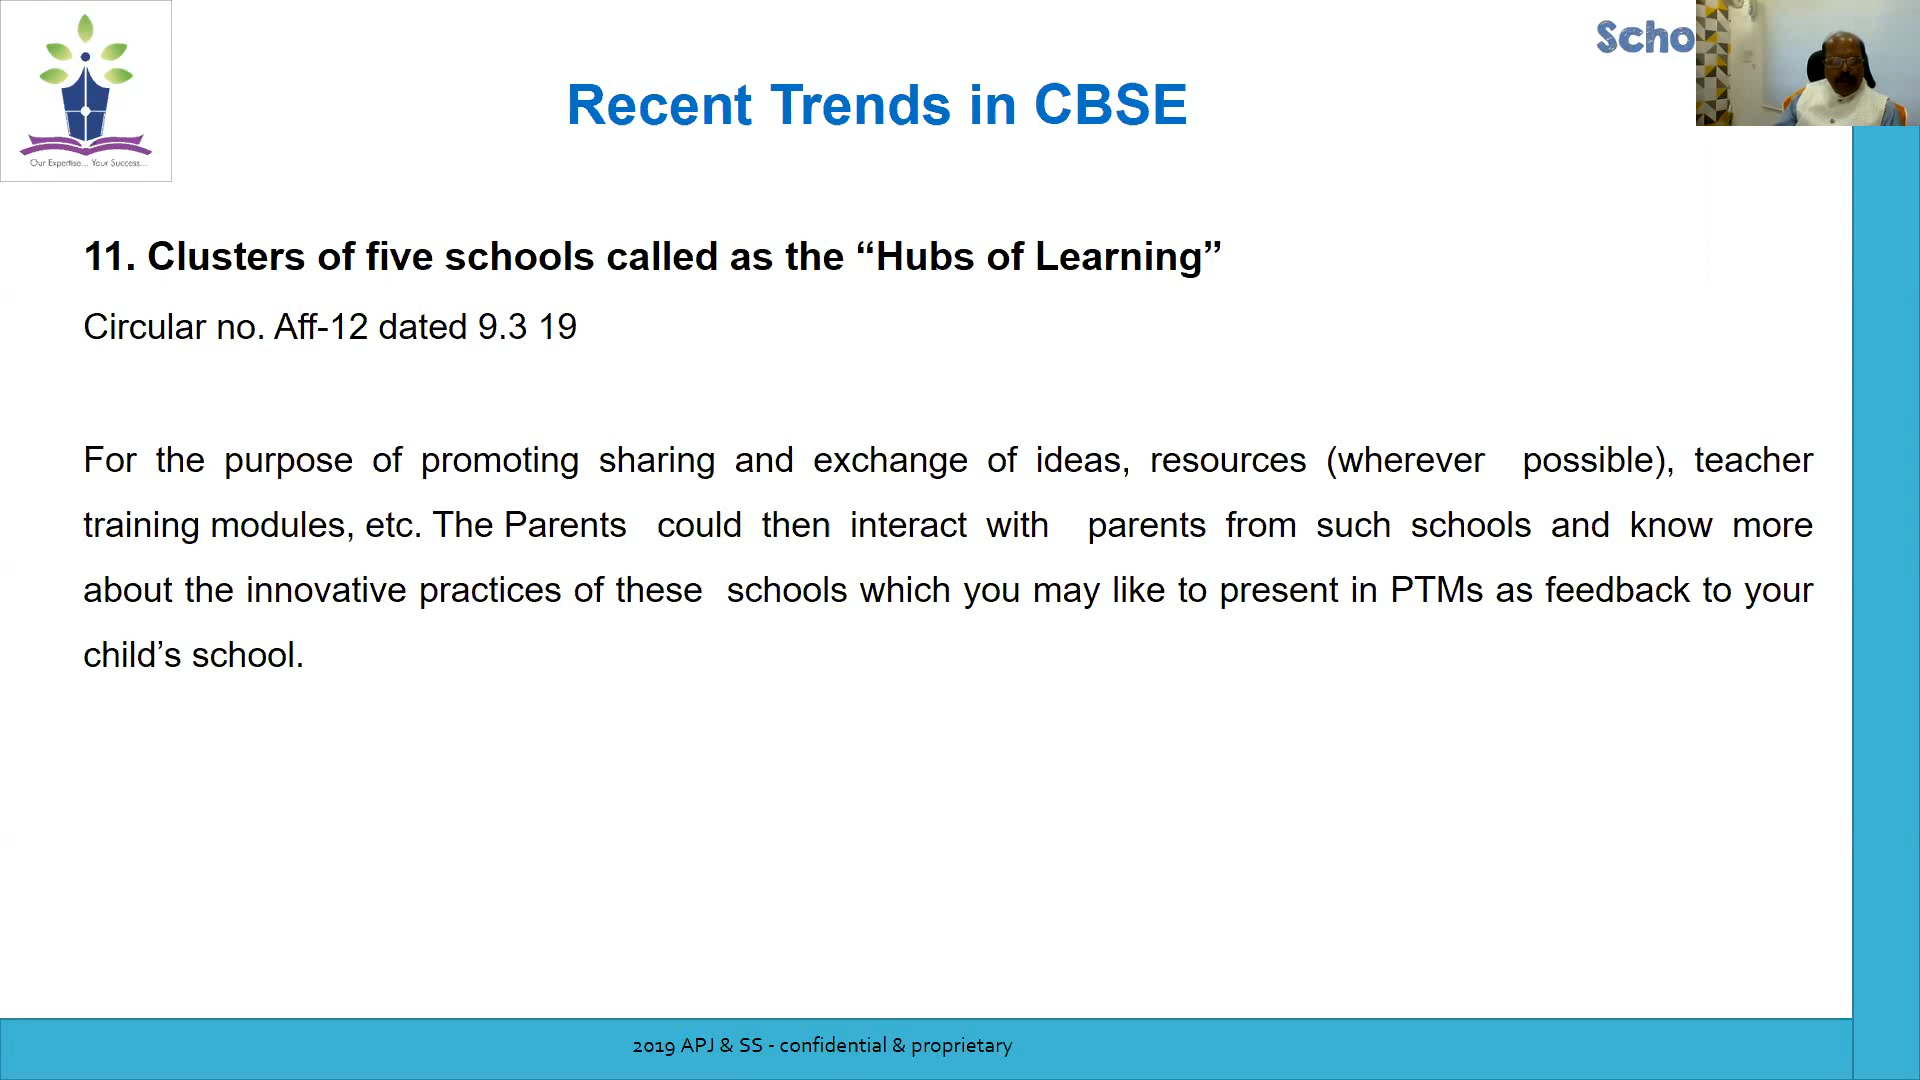 Scho
Recent Trends in CBSE
Our Expertise... Your Success...
11. Clusters of five schools called as the “Hubs of Learning”
Circular no. Aff-12 dated 9.3 19
For the purpose of promoting sharing and exchange of ideas, resources (wherever possible), teacher
training modules, etc. The Parents could then interact with parents from such schools and know more
about the innovative practices of these schools which you may like to present in PTMs as feedback to your
child’s school.
2019 APJ & SS - confidential & proprietary